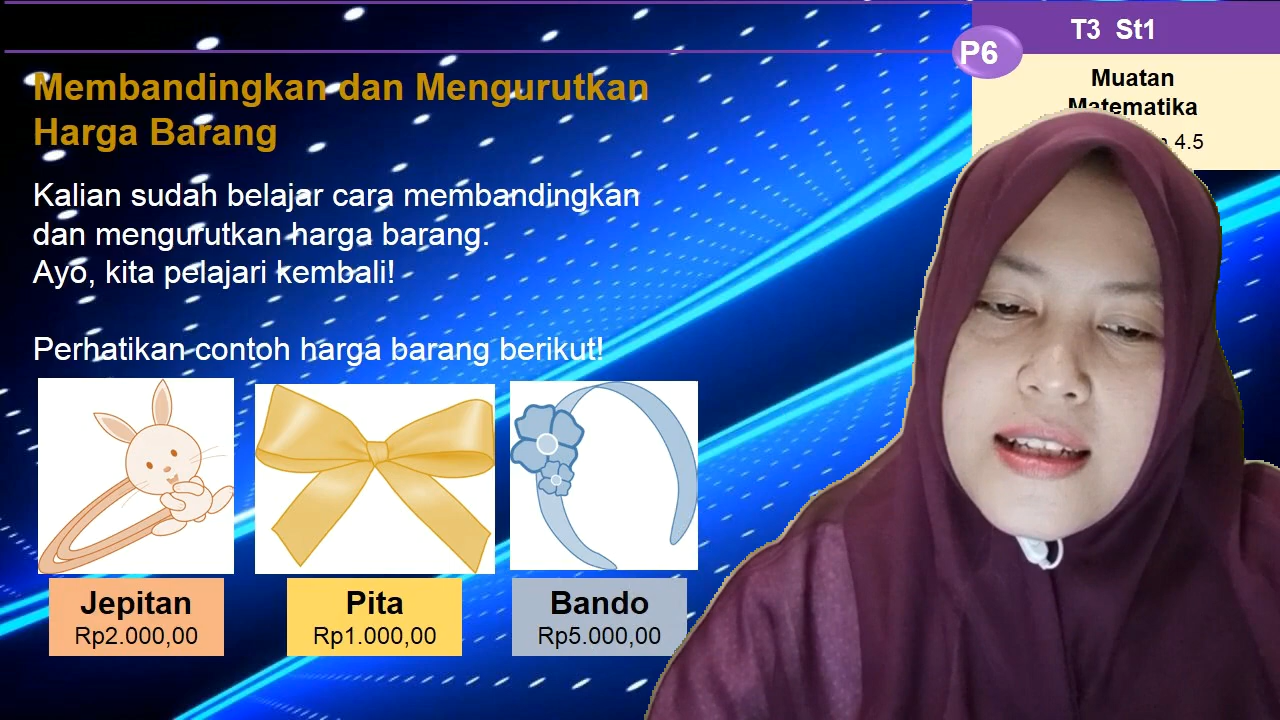 T3 St1
P6
Muatan
Matematika
4.5
Membandingkan dan Mengurutkan
Harga Barang
Kalian sudah belajar cara membandingkan
dan mengurutkan harga barang.
Ayo, kita pelajari kembali!
Perhatikan contoh harga barang berikut!
Jepitan
Rp2.000,00
Pita
Rp1.000,00
Bando
Rp5.000,00